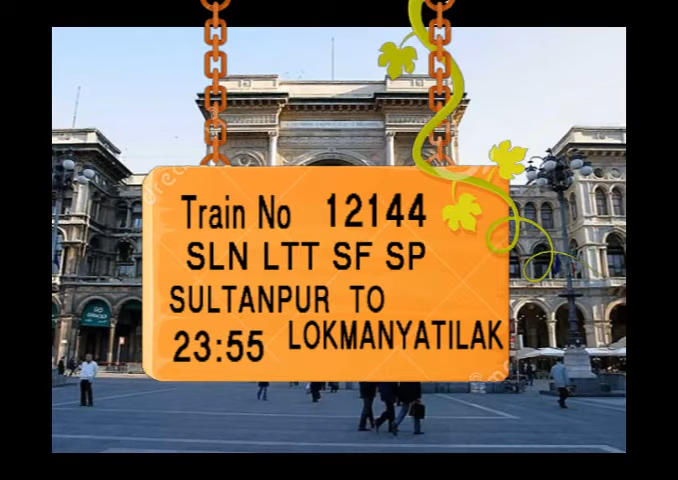 Train No 12144
SLN LTT SF SP
SULTANPUR TO
23:55 LOKMANYATILAK